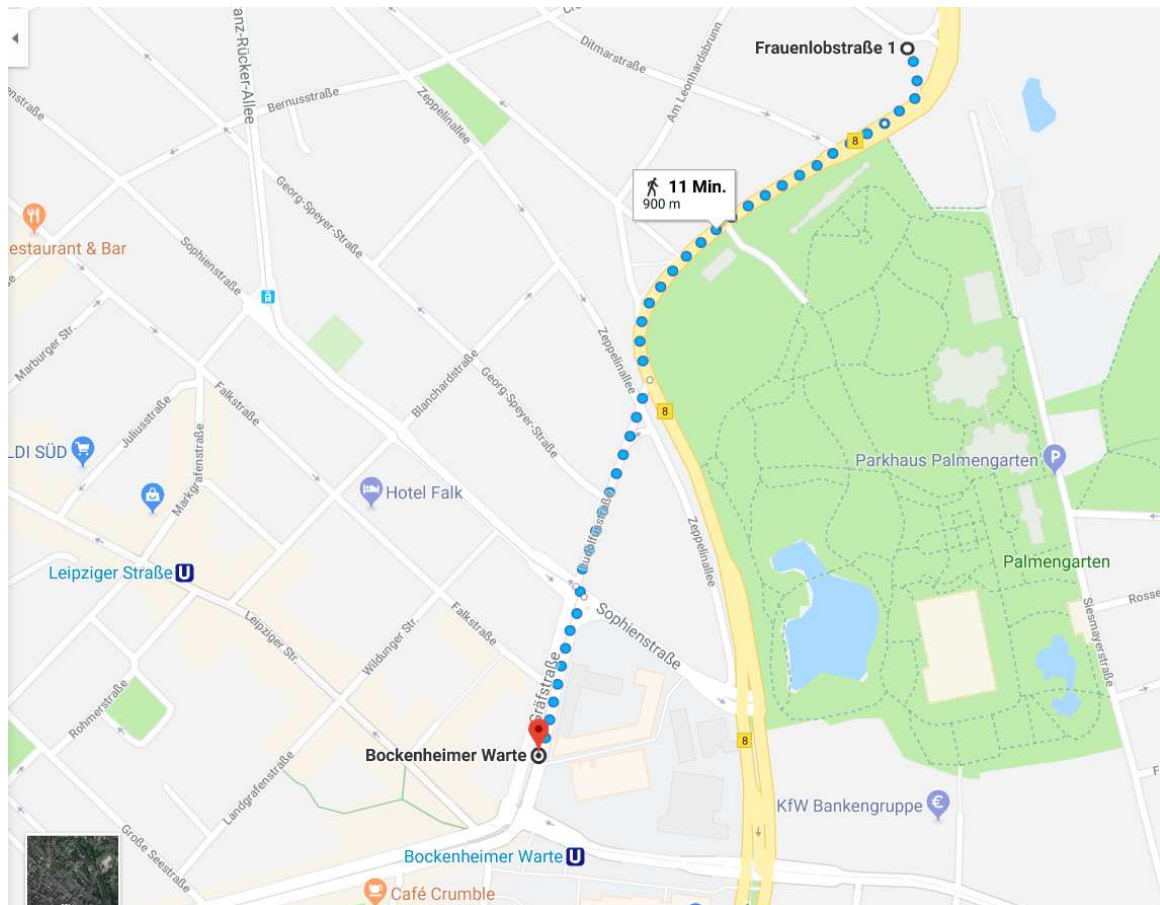 anz-Rücker-Allee
Ditmarstraße
Am Leonhardsbrunn
Frauenlobstraße 1
Zeppelinallee
Bernusstraße
8
11 Min.
900 m
enstraße
Georg-Speyer-Straße
Sophienstraße
estaurant & Bar
Marburger Str.
Zeppelinallee
Blanchardstraße
Georg-Speyer-Straße
Falkstraße
Juliusstraße
8
LDI SÜD
Markgrafenstraße
Hotel Falk
Parkhaus Palmengarten
P
Zeppelinallee
Leipziger Straße U
Palmengarten
Leipziger Str.
Falkstraße
Wildunger Str.
Sophienstraße
Siesmayerstraße
Rosse
Rohmerstraße
Gräfstraße
8
Bockenheimer Warte
Landgrafenstraße
KfW Bankengruppe
Große Seestraße
Bockenheimer Warte U
Café Crumble